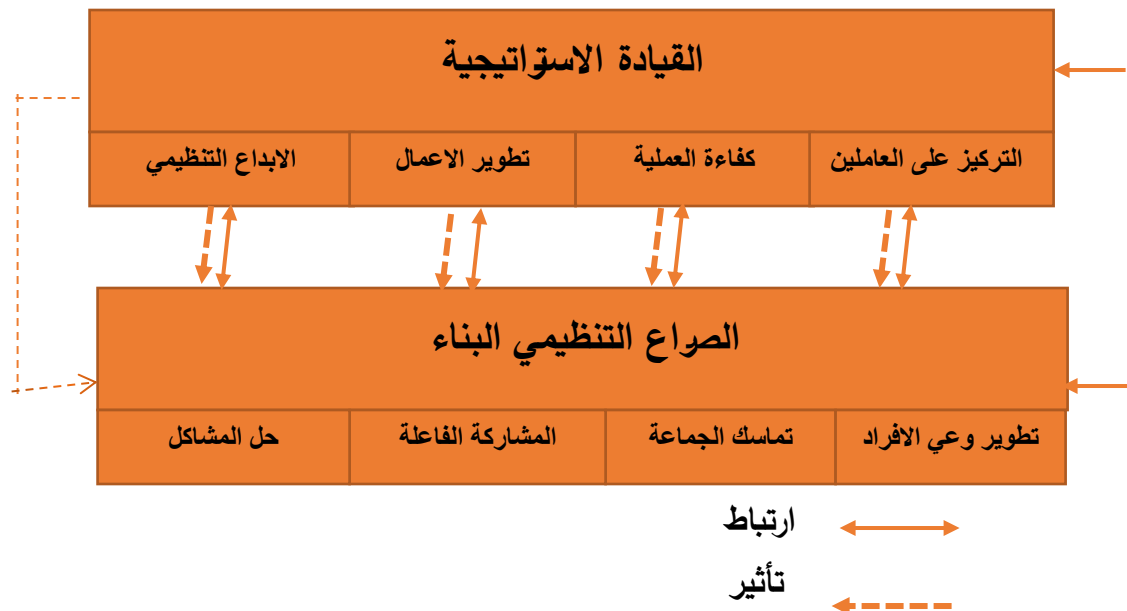 القيادة الاستراتيجية
التركيز على العاملين
كفاءة العملية
تطوير الاعمال
الابداع التنظيمي
الصراع التنظيمي البناء
تطوير وعي الافراد
تماسك الجماعة
المشاركة الفاعلة
حل المشاكل
ارتباط
تأثير